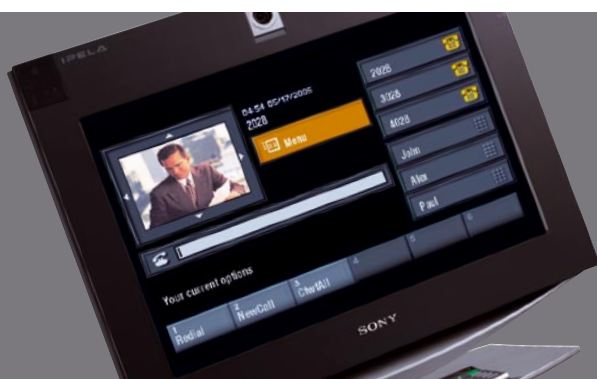 IPELA
04:54 05/17/2005
2028
Menu
2028
3028
4028
John
Alex
Paul
Your current options
1
Redial
2
NewCall
3
CfwdAll
4
5
6
SONY